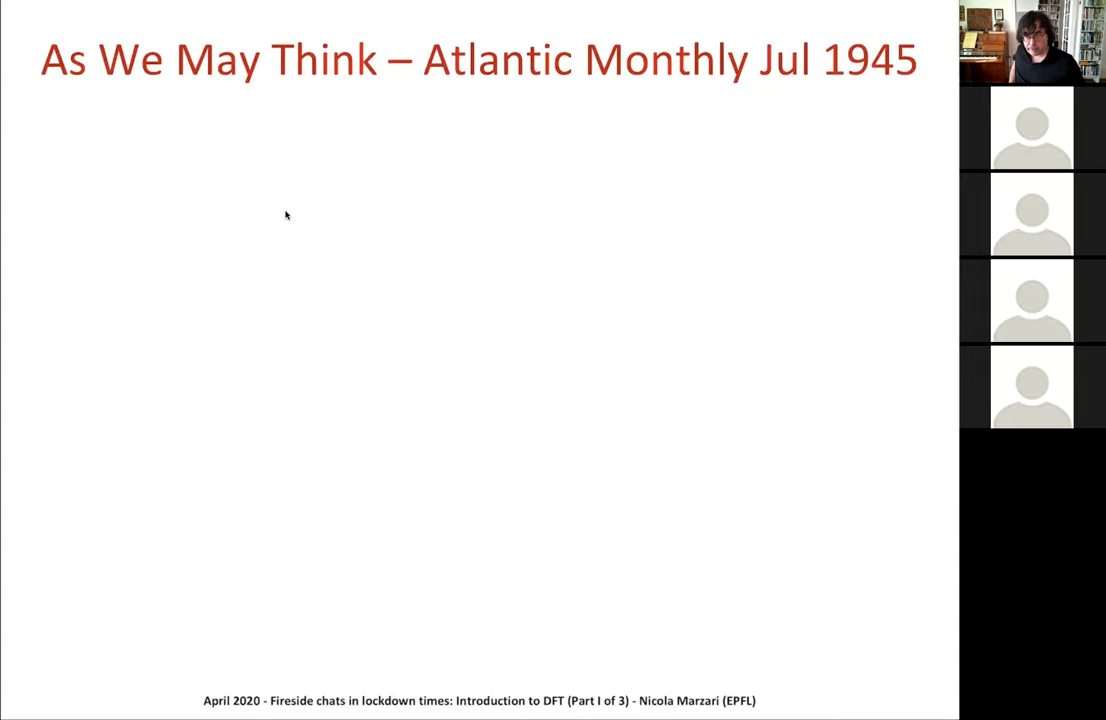 As We May Think – Atlantic Monthly Jul 1945
April 2020 - Fireside chats in lockdown times: Introduction to DFT (Part I of 3) - Nicola Marzari (EPFL)